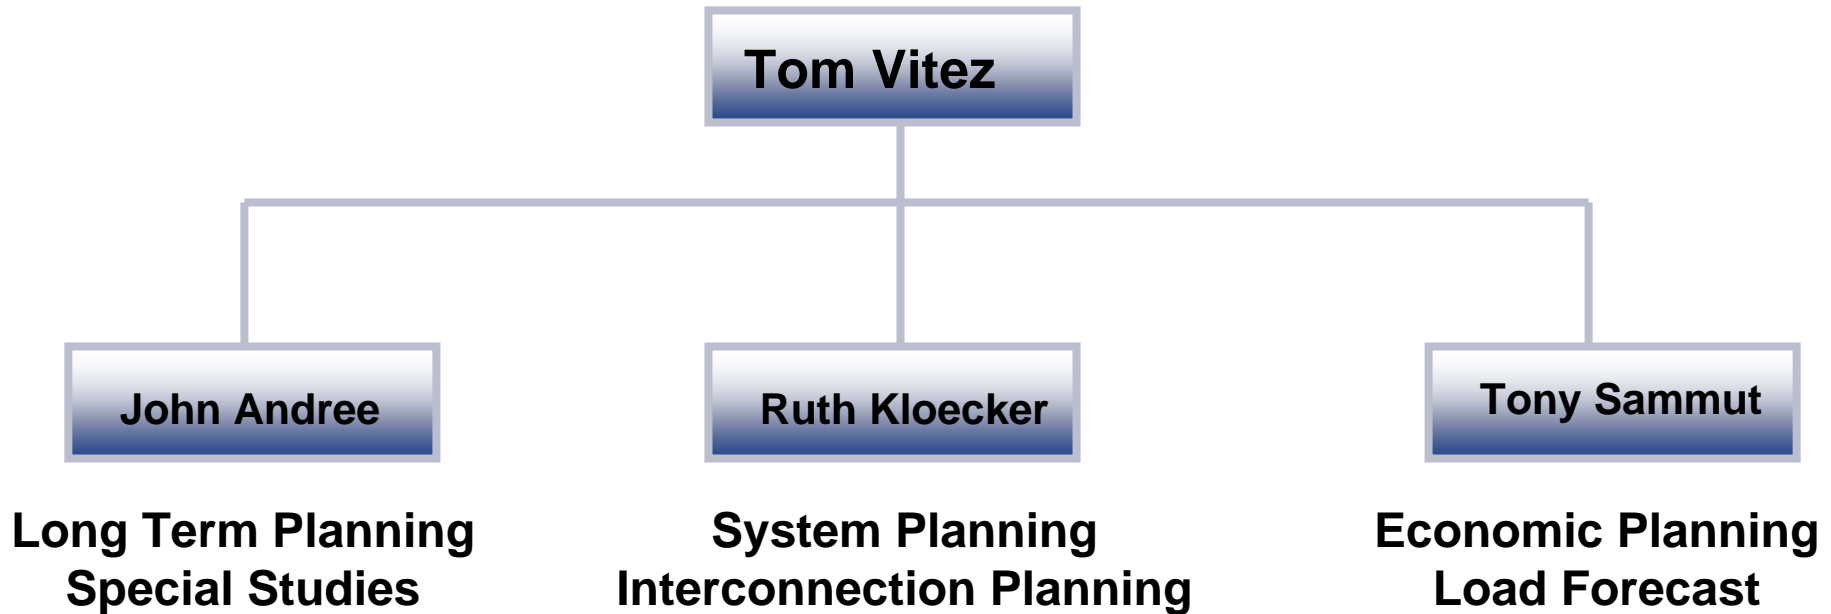 Tom Vitez
John Andree
Ruth Kloecker
Tony Sammut
Long Term Planning
Special Studies
System Planning
Interconnection Planning
Economic Planning
Load Forecast